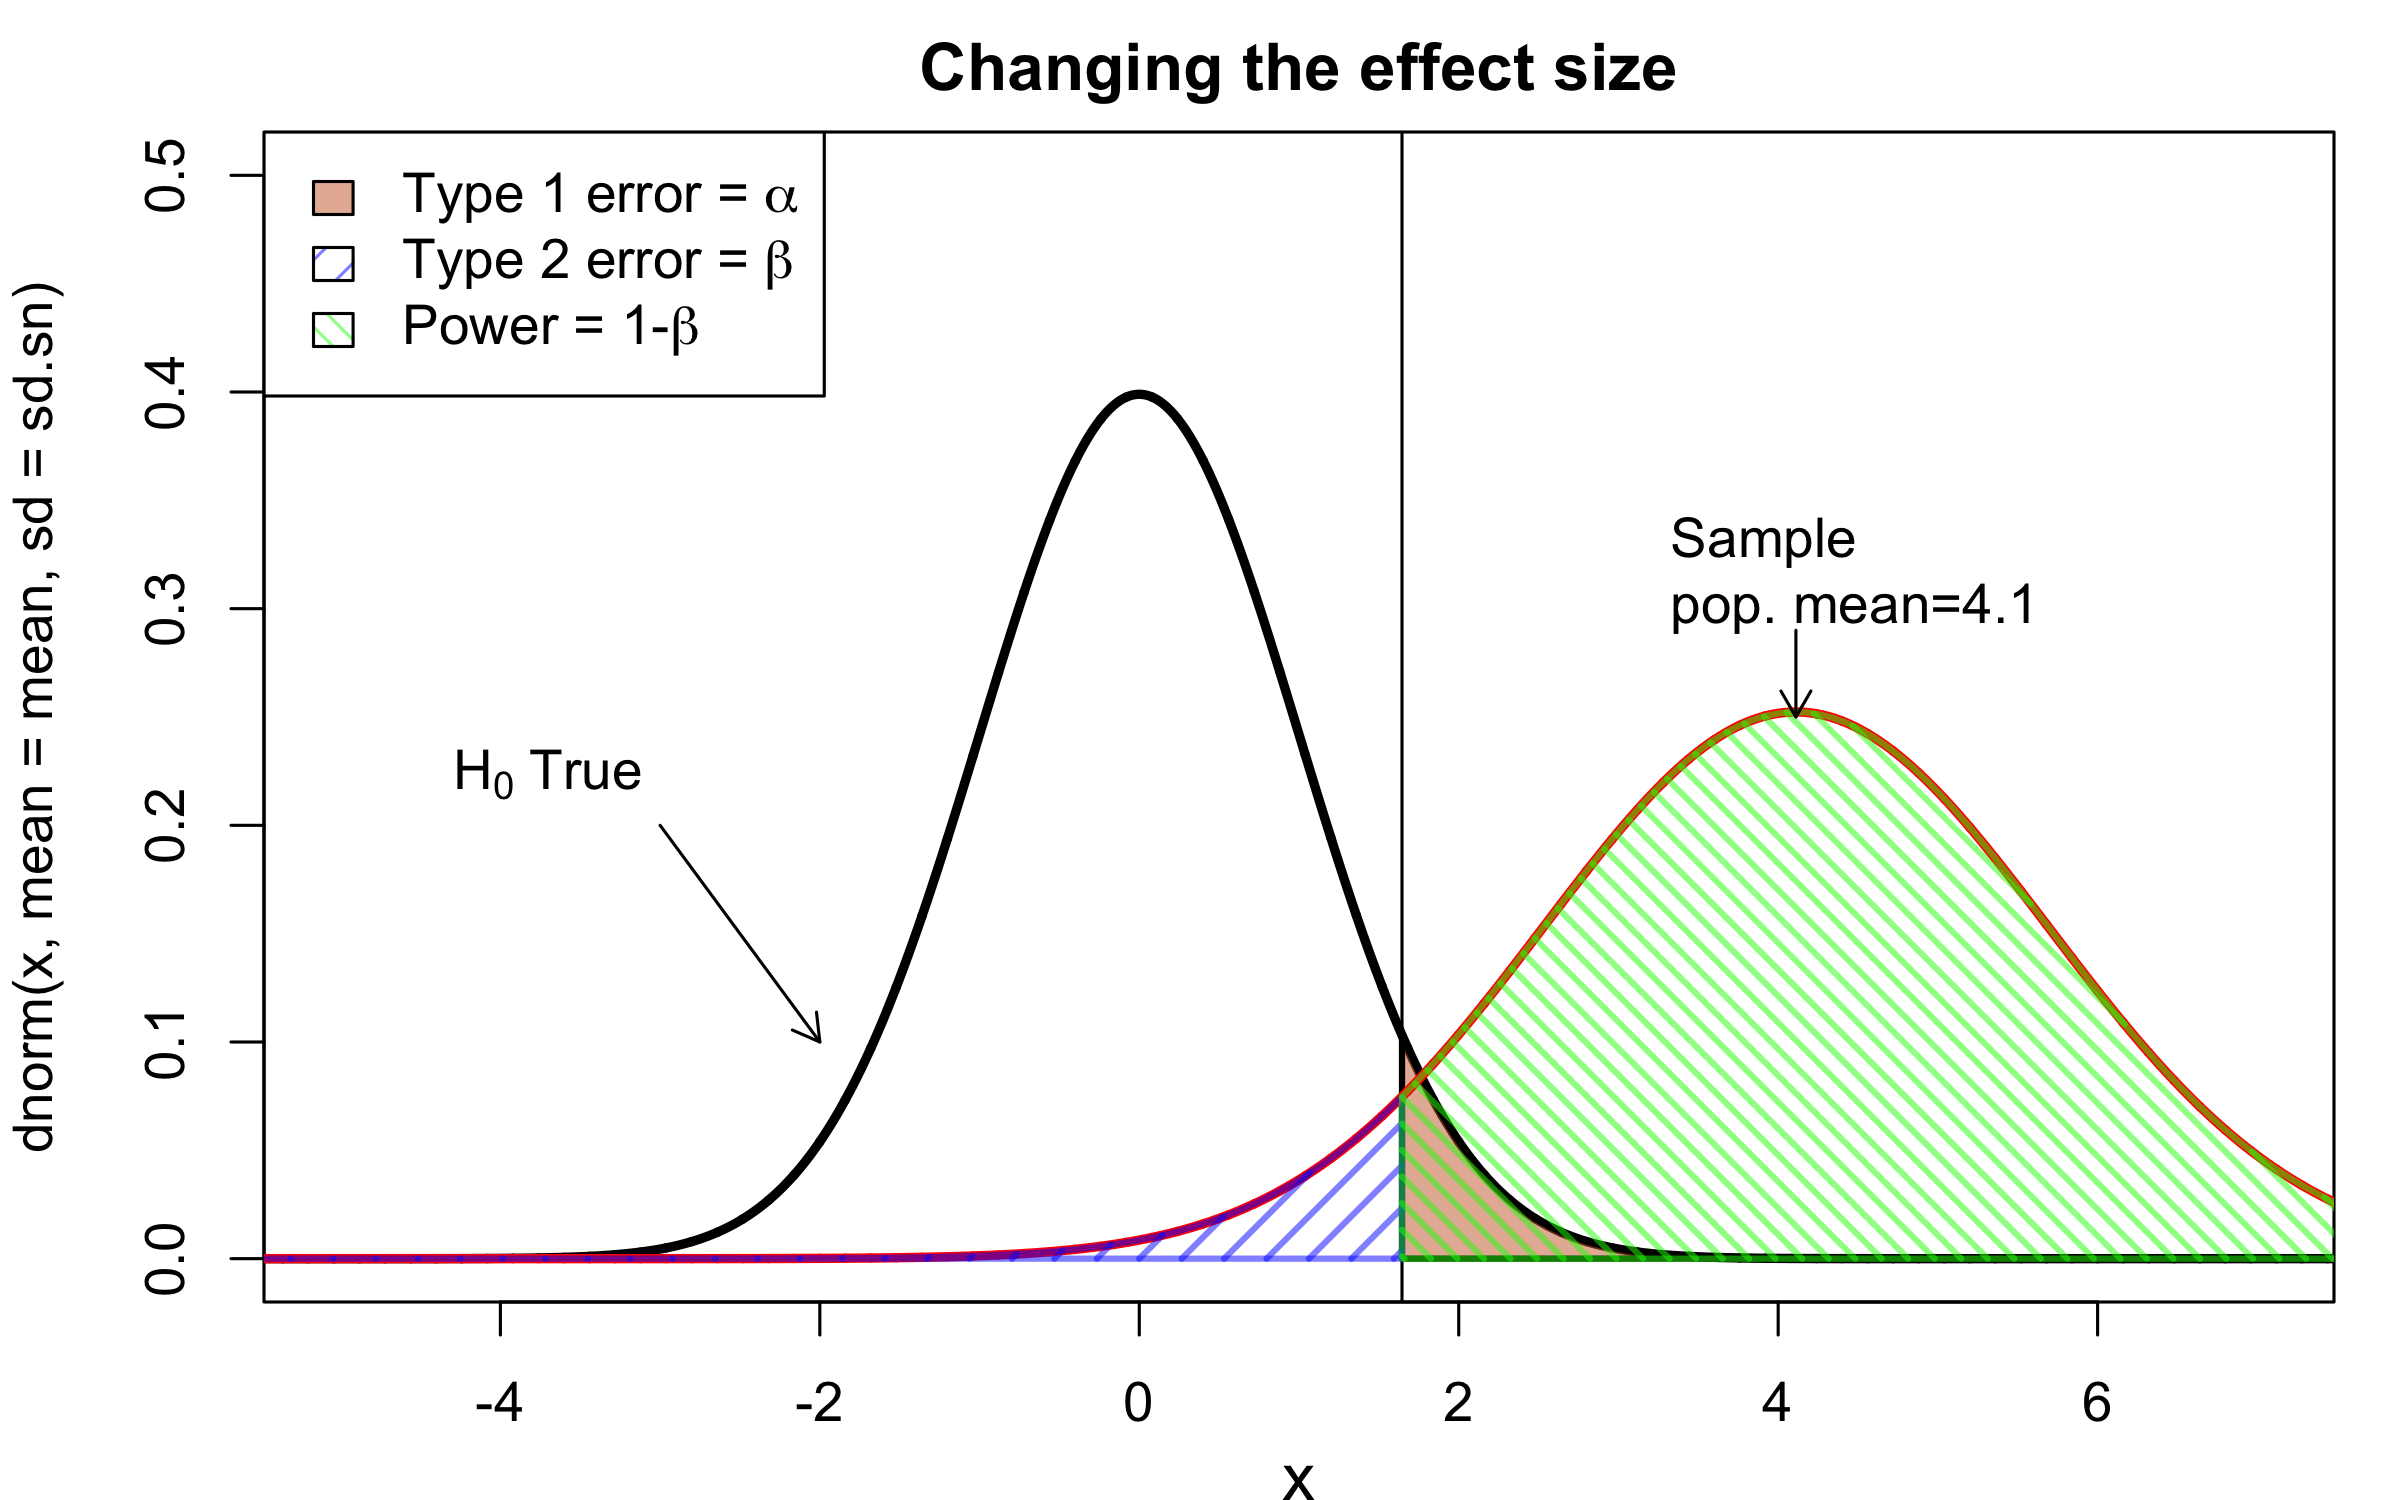 Changing the effect size
Type 1 error = α
Type 2 error = β
Power = 1-β
dnorm(x, mean = mean, sd = sd.sn)
0.5
0.4
0.3
0.2
0.1
0.0
Sample
pop. mean=4.1
H₀ True
-4 -2 0 2 4 6
x